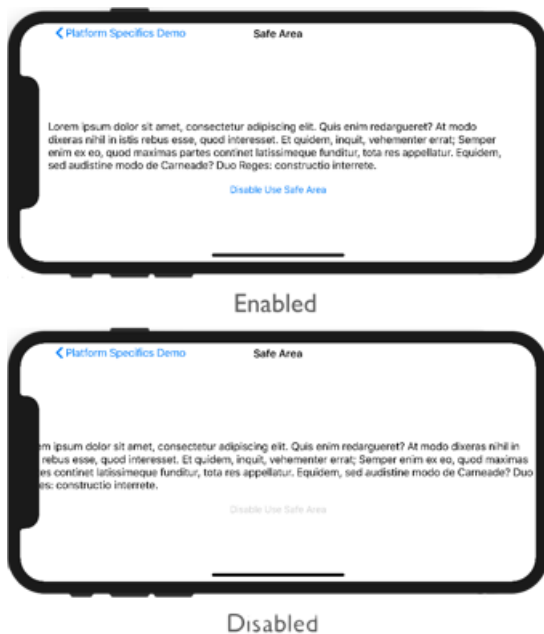 Platform Specifics Demo
Safe Area
Lorem ipsum dolor sit amet, consectetur adipiscing elit. Quis enim redargueret? At modo
dixeras nihil in istis rebus esse, quod interesset. Et quidem, inquit, vehementer errat; Semper
enim ex eo, quod maximas partes continet latissimeque funditur, tota res appellatur. Equidem,
sed audistine modo de Carneade? Duo Reges: constructio interrete.
Disable Use Safe Area
Enabled
Platform Specifics Demo
Safe Area
em ipsum dolor sit amet, consectetur adipiscing elit. Quis enim redargueret? At modo dixeras nihil in
rebus esse, quod interesset. Et quidem, inquit, vehementer errat; Semper enim ex eo, quod maximas
es continet latissimeque funditur, tota res appellatur. Equidem, sed audistine modo de Carneade? Duo
es: constructio interrete.
Disable Use Safe Area
Disabled